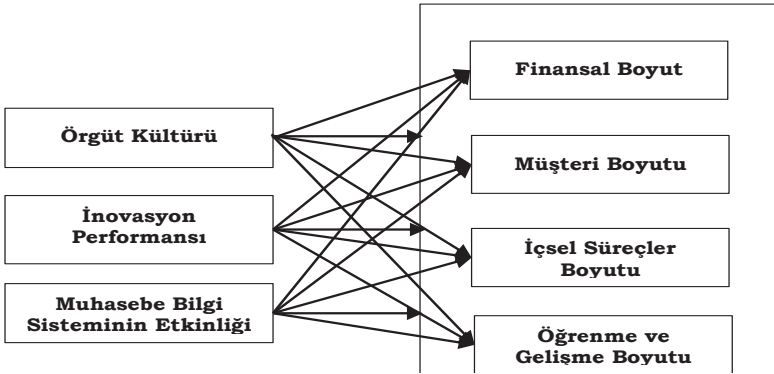 Örgüt Kültürü
İnovasyon
Performansı
Muhasebe Bilgi
Sisteminin Etkinliği
Finansal Boyut
Müşteri Boyutu
İçsel Süreçler
Boyutu
Öğrenme ve
Gelişme Boyutu